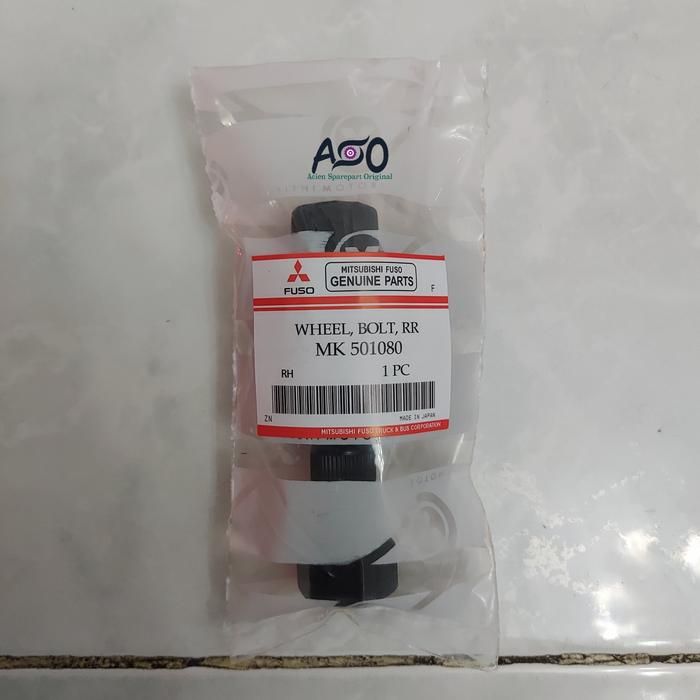 ASO
Acien Sparepart Original
MOTOR
FUSO
MITSUBISHI FUSO
GENUINE PARTS
F
WHEEL, BOLT, RR
MK 501080
RH
1 PC
ZN
MADE IN JAPAN
MITSUBISHI FUSO TRUCK & BUS CORPORATION